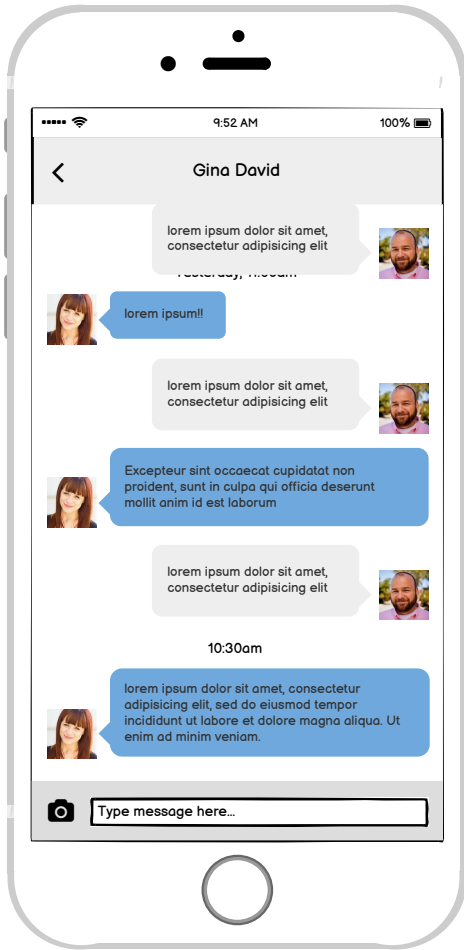 9:52 AM
100%
Gina David
lorem ipsum dolor sit amet,
consectetur adipisicing elit
Yesterday, 11:00am
lorem ipsum!!
lorem ipsum dolor sit amet,
consectetur adipisicing elit
Excepteur sint occaecat cupidatat non
proident, sunt in culpa qui officia deserunt
mollit anim id est laborum
lorem ipsum dolor sit amet,
consectetur adipisicing elit
10:30am
lorem ipsum dolor sit amet, consectetur
adipisicing elit, sed do eiusmod tempor
incididunt ut labore et dolore magna aliqua. Ut
enim ad minim veniam.
Type message here...